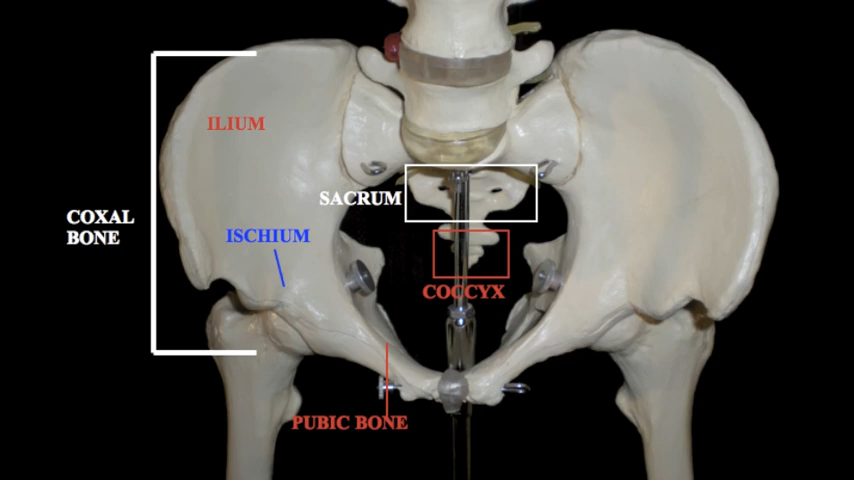 ILIUM
SACRUM
COXAL
BONE
ISCHIUM
COCCYX
PUBIC BONE